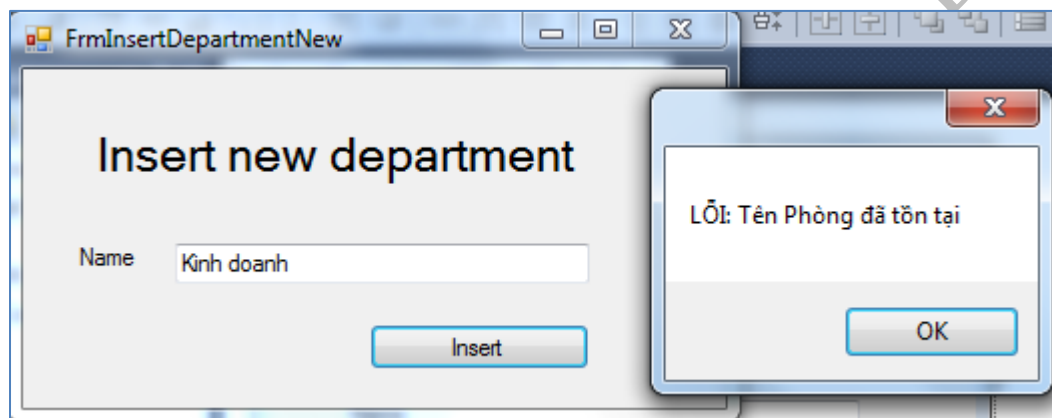 FrmInsertDepartmentNew
Insert new department
Name
Kinh doanh
Insert
LỖI: Tên Phòng đã tồn tại
OK